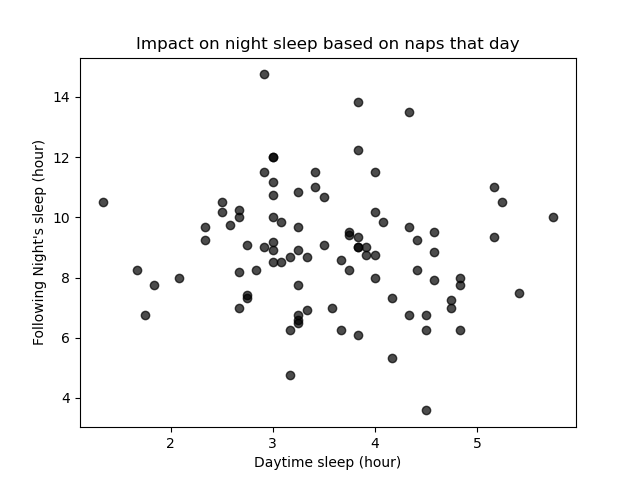 Impact on night sleep based on naps that day
14
12
10
8
6
4
Following Night's sleep (hour)
2 3 4 5
Daytime sleep (hour)